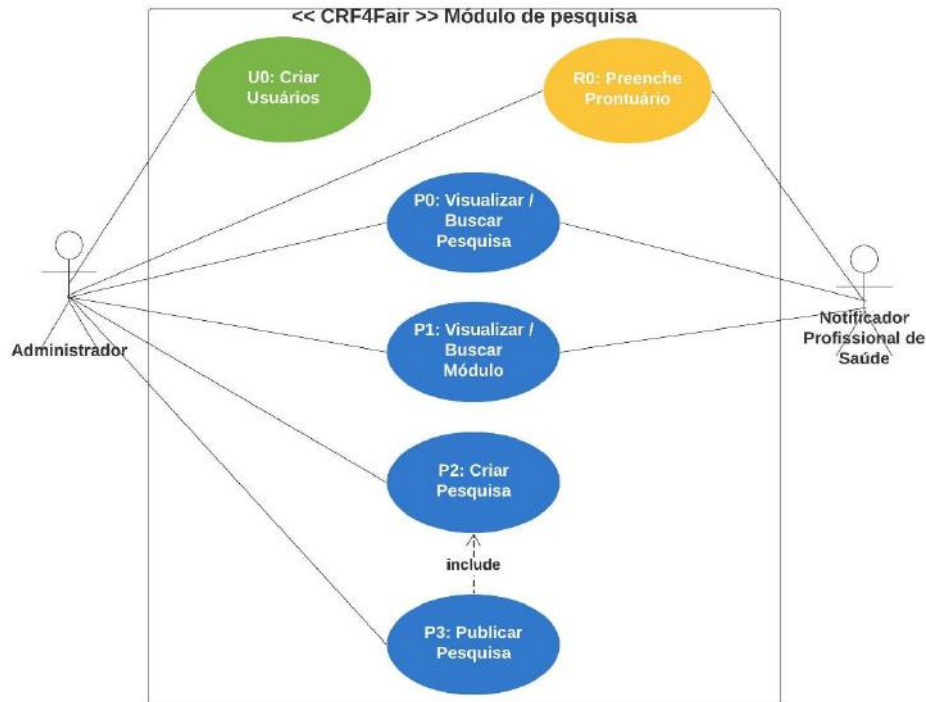 << CRF4Fair >> Módulo de pesquisa
U0: Criar
Usuários
R0: Preenche
Prontuário
P0: Visualizar /
Buscar
Pesquisa
P1: Visualizar /
Buscar
Módulo
Administrador
Notificador
Profissional de
Saúde
P2: Criar
Pesquisa
include
P3: Publicar
Pesquisa